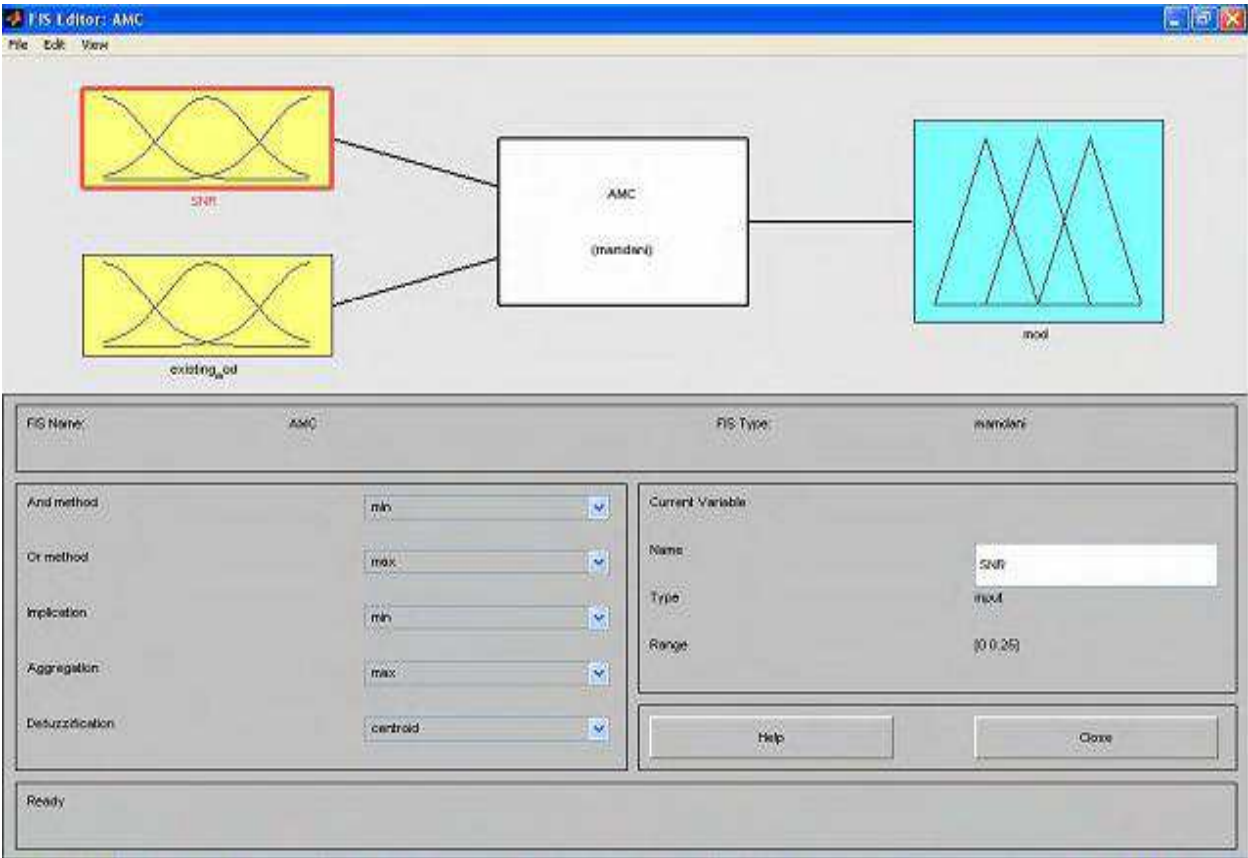 FIS Editor: AMC
File Edit View
SNR
existing_mod
AMC
(mamdani)
mod
FIS Name: AMC FIS Type: mamdani
And method min
Or method max
Implication min
Aggregation max
Defuzzification centroid
Current Variable
Name SNR
Type input
Range [0 0.25]
Help Close
Ready